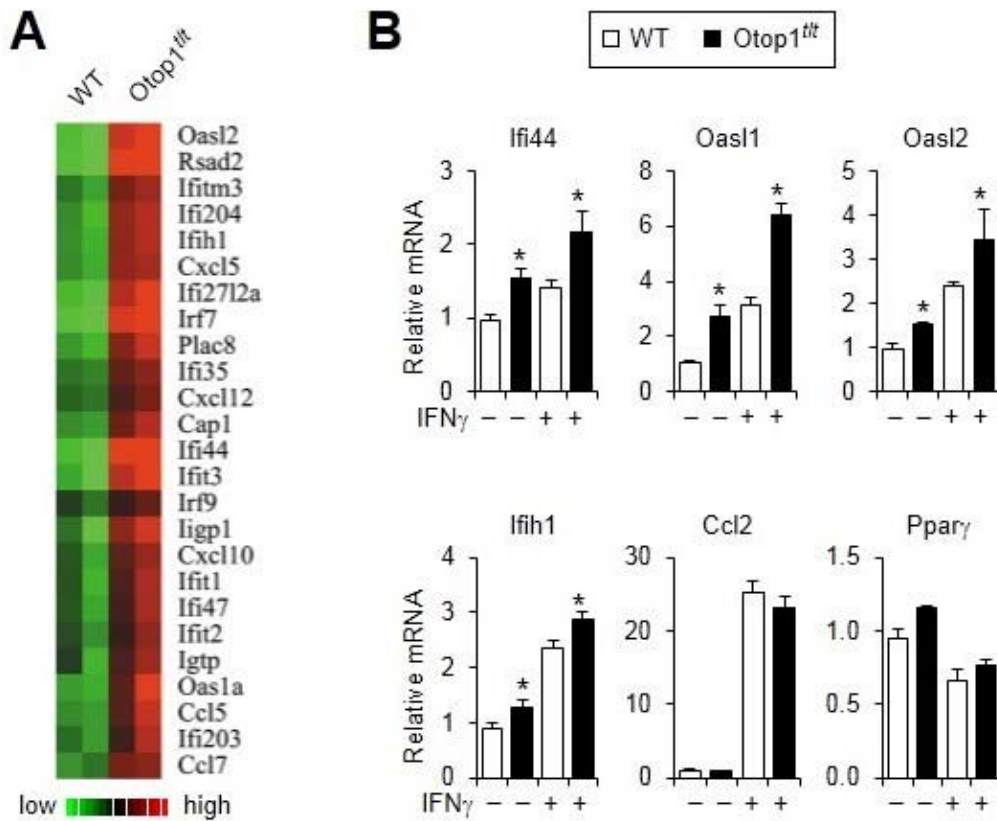 A
WT Otop1tlt
Oasl2
Rsad2
Ifitm3
Ifi204
Ifih1
Cxcl5
Ifi27l2a
Irf7
Plac8
Ifi35
Cxcl12
Cap1
Ifi44
Ifit3
Irf9
Iigp1
Cxcl10
Ifit1
Ifi47
Ifit2
Igtp
Oas1a
Ccl5
Ifi203
Ccl7
low high
B
WT Otop1tlt
Ifi44 Oasl1 Oasl2
Relative mRNA
3
2
1
0
* *
8
6
4
2
0
* *
5
4
3
2
1
0
* *
IFNγ − − + + − − + + − − + +
Ifih1 Ccl2 Pparγ
Relative mRNA
4
3
2
1
0
* *
30
20
10
0
1.5
1.0
0.5
0.0
IFNγ − − + + − − + + − − + +